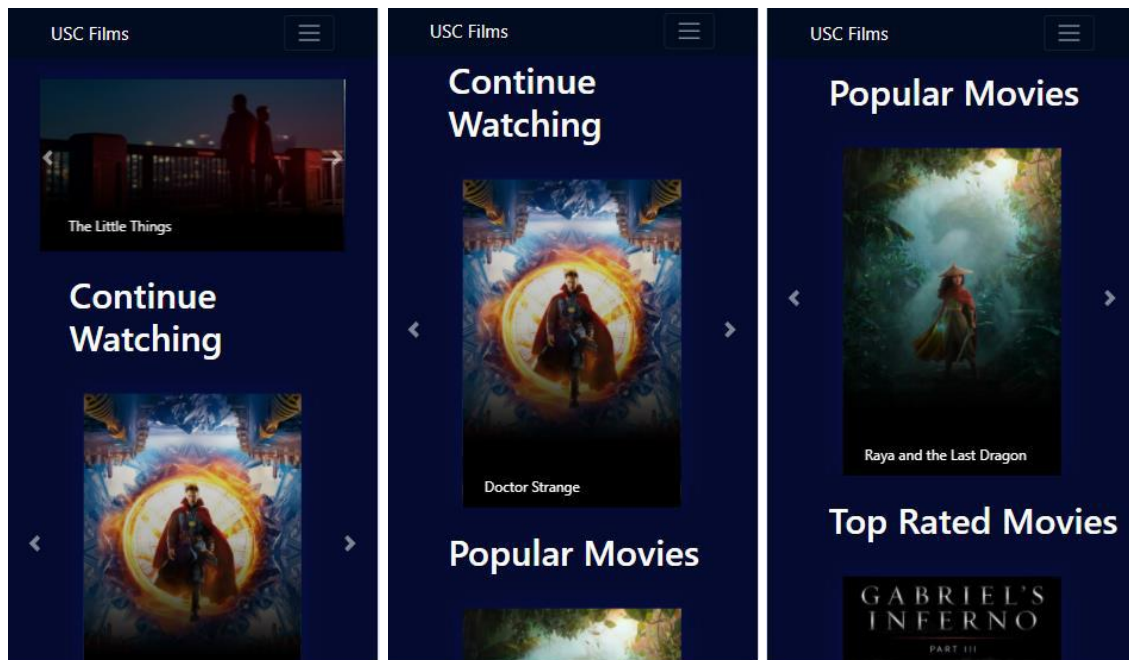 USC Films
The Little Things
Continue
Watching
USC Films
Continue
Watching
Doctor Strange
Popular Movies
USC Films
Popular Movies
Raya and the Last Dragon
Top Rated Movies
GABRIEL'S
INFERNO
PART III